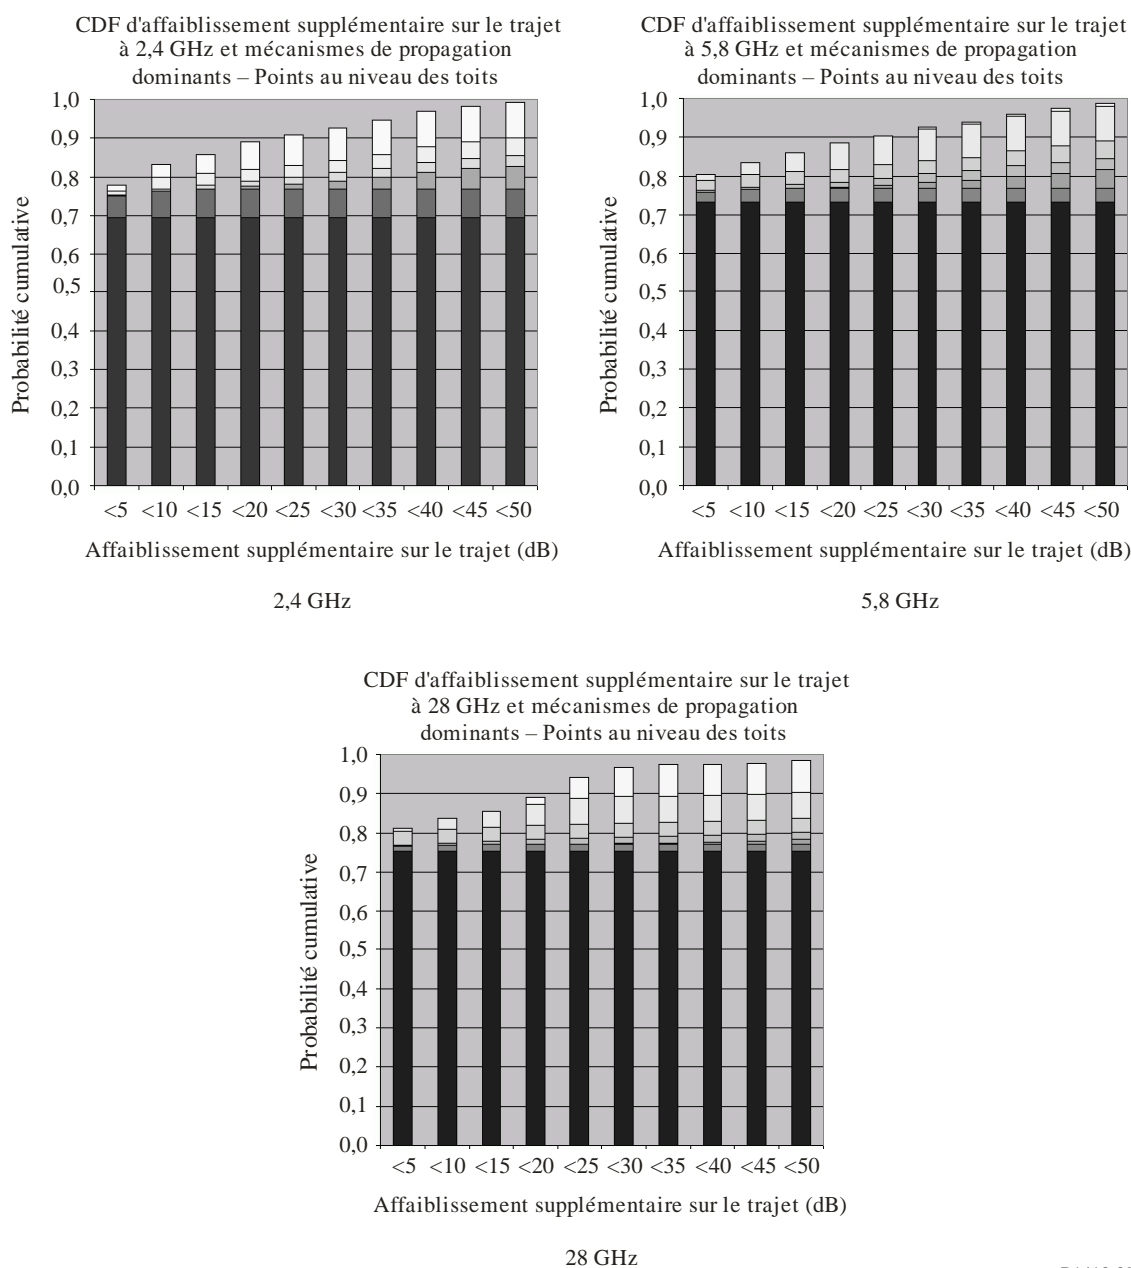 CDF d'affaiblissement supplémentaire sur le trajet
à 2,4 GHz et mécanismes de propagation
dominants – Points au niveau des toits
Probabilité cumulative
1,0
0,9
0,8
0,7
0,6
0,5
0,4
0,3
0,2
0,1
0,0
<5 <10 <15 <20 <25 <30 <35 <40 <45 <50
Affaiblissement supplémentaire sur le trajet (dB)
2,4 GHz
CDF d'affaiblissement supplémentaire sur le trajet
à 5,8 GHz et mécanismes de propagation
dominants – Points au niveau des toits
Probabilité cumulative
1,0
0,9
0,8
0,7
0,6
0,5
0,4
0,3
0,2
0,1
0,0
<5 <10 <15 <20 <25 <30 <35 <40 <45 <50
Affaiblissement supplémentaire sur le trajet (dB)
5,8 GHz
CDF d'affaiblissement supplémentaire sur le trajet
à 28 GHz et mécanismes de propagation
dominants – Points au niveau des toits
Probabilité cumulative
1,0
0,9
0,8
0,7
0,6
0,5
0,4
0,3
0,2
0,1
0,0
<5 <10 <15 <20 <25 <30 <35 <40 <45 <50
Affaiblissement supplémentaire sur le trajet (dB)
28 GHz